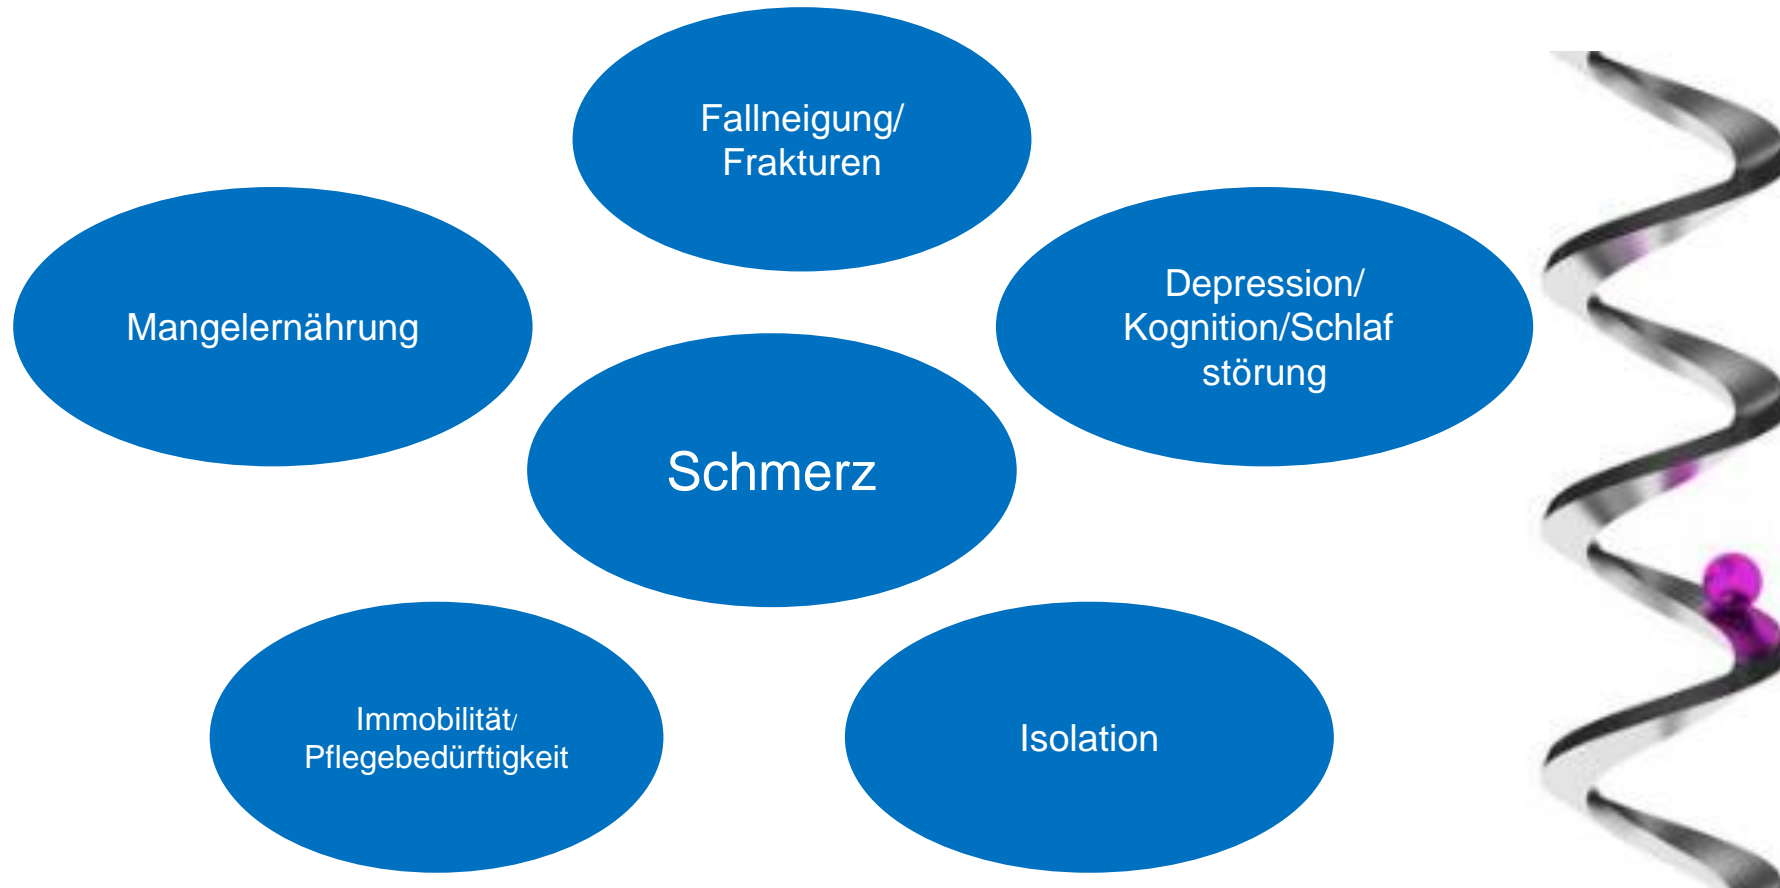 Fallneigung/
Frakturen
Mangelernährung
Depression/
Kognition/Schlaf
störung
Schmerz
Immobilität/
Pflegebedürftigkeit
Isolation